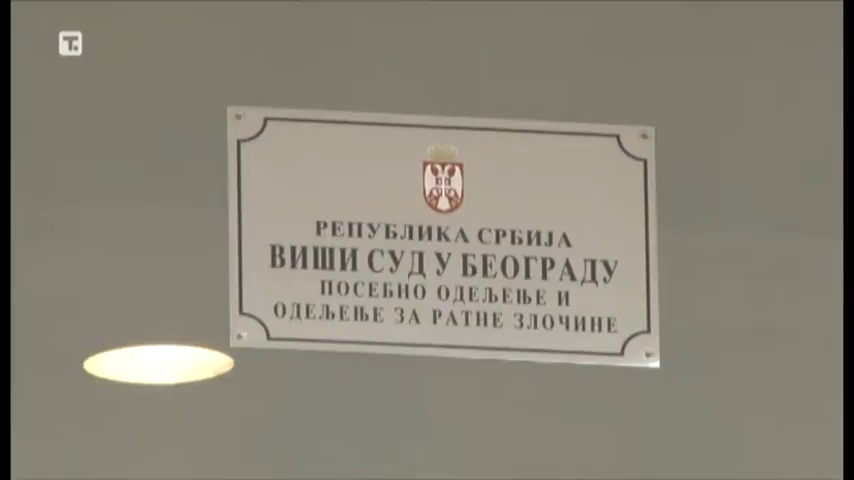 T.
РЕПУБЛИКА СРБИЈА
ВИШИ СУД У БЕОГРАДУ
ПОСЕБНО ОДЕЉЕЊЕ И
ОДЕЉЕЊЕ ЗА РАТНЕ ЗЛОЧИНЕ